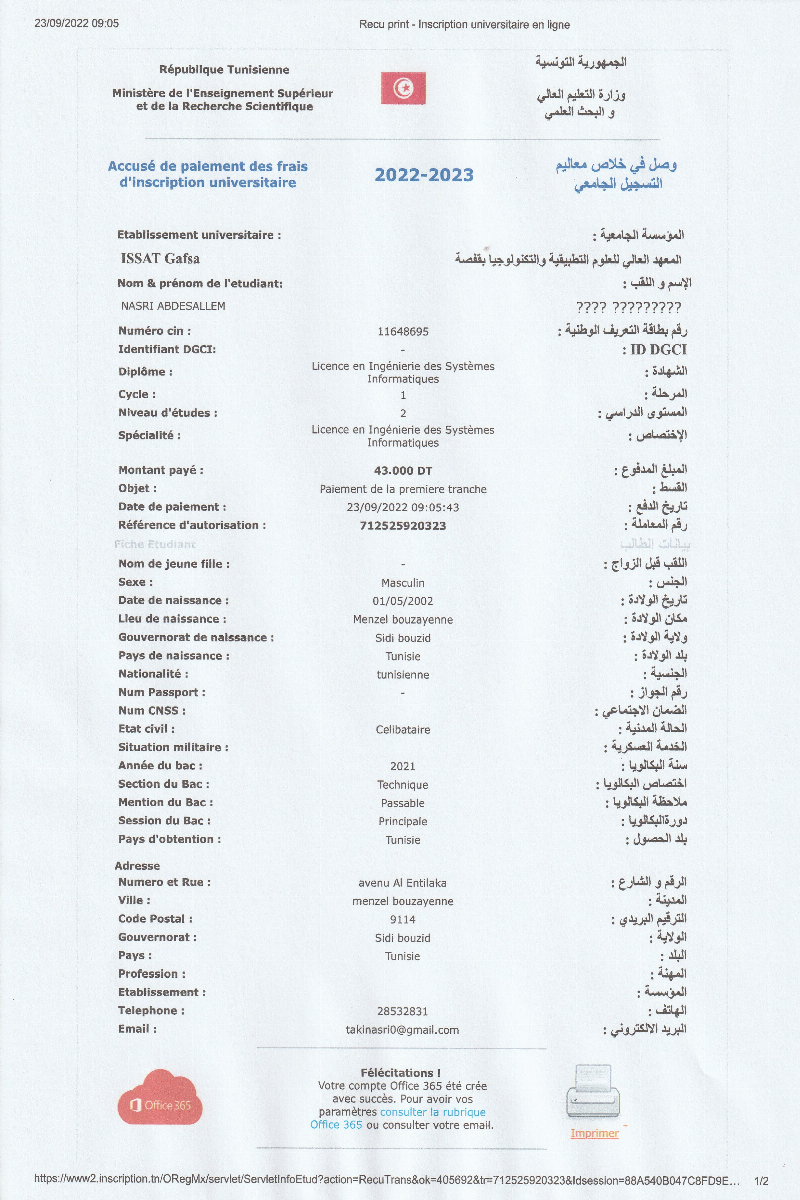 23/09/2022 09:05 Recu print - Inscription universitaire en ligne
République Tunisienne
Ministère de l'Enseignement Supérieur
et de la Recherche Scientifique
الجمهورية التونسية
وزارة التعليم العالي
و البحث العلمي
Accusé de paiement des frais
d'inscription universitaire
2022-2023
وصل في خلاص معاليم
التسجيل الجامعي
Etablissement universitaire : المؤسسة الجامعية :
ISSAT Gafsa المعهد العالي للعلوم التطبيقية والتكنولوجيا بقفصة
Nom & prénom de l'etudiant: الإسم و اللقب :
NASRI ABDESALLEM ???? ?????????
Numéro cin : 11648695 رقم بطاقة التعريف الوطنية :
Identifiant DGCI: - : ID DGCI
Diplôme : Licence en Ingénierie des Systèmes Informatiques الشهادة :
Cycle : 1 المرحلة :
Niveau d'études : 2 المستوى الدراسي :
Spécialité : Licence en Ingénierie des Systèmes Informatiques الإختصاص :
Montant payé : 43.000 DT المبلغ المدفوع :
Objet : Paiement de la premiere tranche القسط :
Date de paiement : 23/09/2022 09:05:43 تاريخ الدفع :
Référence d'autorisation : 712525920323 رقم المعاملة :
Fiche Etudiant بيانات الطالب
Nom de jeune fille : - اللقب قبل الزواج :
Sexe : Masculin الجنس :
Date de naissance : 01/05/2002 تاريخ الولادة :
Lieu de naissance : Menzel bouzayenne مكان الولادة :
Gouvernorat de naissance : Sidi bouzid ولاية الولادة :
Pays de naissance : Tunisie بلد الولادة :
Nationalité : tunisienne الجنسية :
Num Passport : - رقم الجواز :
Num CNSS : الضمان الاجتماعي :
Etat civil : Celibataire الحالة المدنية :
Situation militaire : الخدمة العسكرية :
Année du bac : 2021 سنة البكالويا :
Section du Bac : Technique اختصاص البكالويا :
Mention du Bac : Passable ملاحظة البكالويا :
Session du Bac : Principale دورةالبكالويا :
Pays d'obtention : Tunisie بلد الحصول :
Adresse
Numero et Rue : avenu Al Entilaka الرقم و الشارع :
Ville : menzel bouzayenne المدينة :
Code Postal : 9114 الترقيم البريدي :
Gouvernorat : Sidi bouzid الولاية :
Pays : Tunisie البلد :
Profession : المهنة :
Etablissement : المؤسسة :
Telephone : 28532831 الهاتف :
Email : takinasri0@gmail.com البريد الالكتروني :
Office 365
Félécitations !
Votre compte Office 365 été crée
avec succès. Pour avoir vos
paramètres consulter la rubrique
Office 365 ou consulter votre email.
Imprimer
https://www2.inscription.tn/ORegMx/servlet/ServletInfoEtud?action=RecuTrans&ok=405692&tr=712525920323&Idsession=88A540B047C8FD9E... 1/2